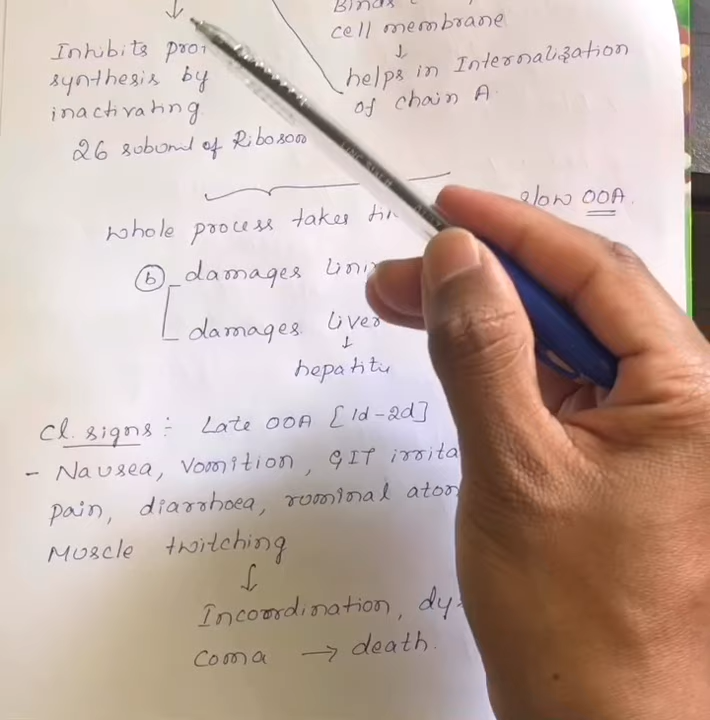 Binds
cell membrane
↓
helps in Internalization
of chain A.
↓
Inhibits
synthesis by
inactivating
26 subunit of Ribosom
whole process takes slow OOA.
(b) damages
damages liver
↓
hepatitis
Cl. signs :- Late OOA [1d-2d]
- Nausea, vomition, GIT
pain, diarrhoea, ruminal
Muscle twitching
↓
Incoordination,
coma → death.